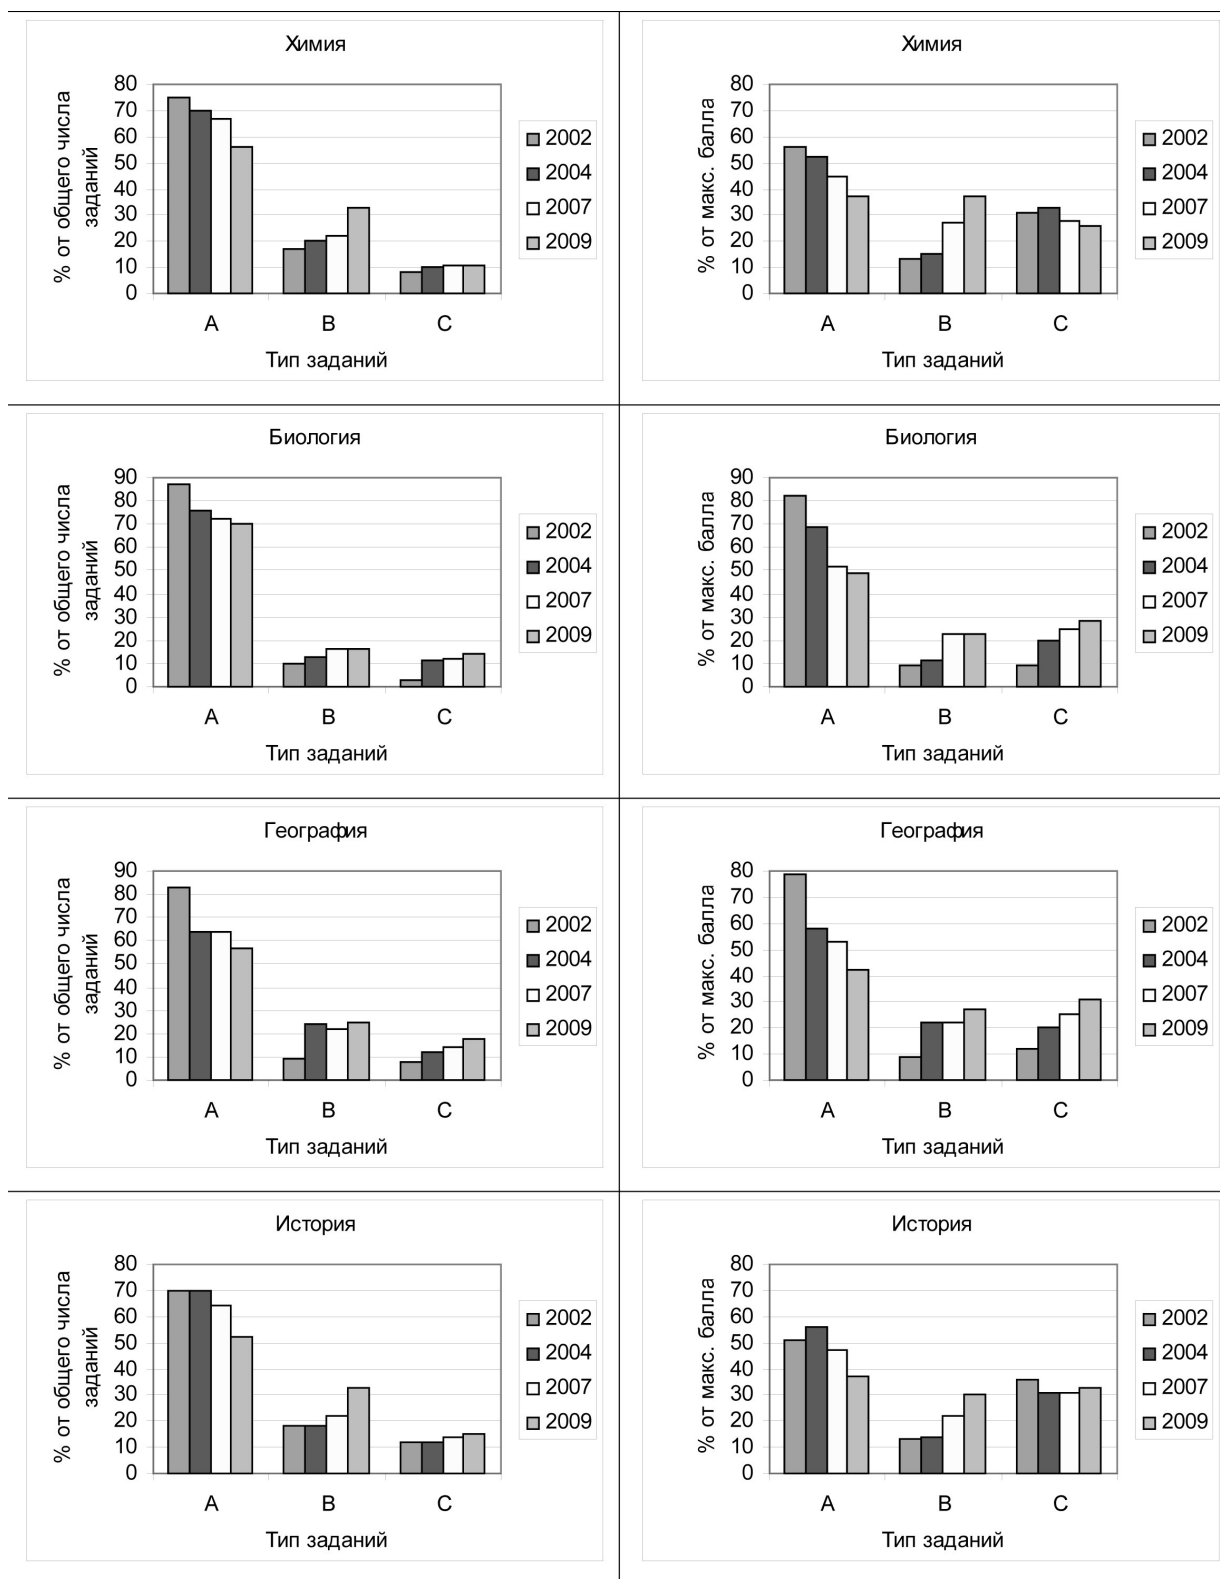 Химия
% от общего числа
заданий
80
70
60
50
40
30
20
10
0
A
B
C
Тип заданий
2002
2004
2007
2009
Химия
% от макс. балла
80
70
60
50
40
30
20
10
0
A
B
C
Тип заданий
2002
2004
2007
2009
Биология
% от общего числа
заданий
90
80
70
60
50
40
30
20
10
0
A
B
C
Тип заданий
2002
2004
2007
2009
Биология
% от макс. балла
90
80
70
60
50
40
30
20
10
0
A
B
C
Тип заданий
2002
2004
2007
2009
География
% от общего числа
заданий
90
80
70
60
50
40
30
20
10
0
A
B
C
Тип заданий
2002
2004
2007
2009
География
% от макс. балла
80
70
60
50
40
30
20
10
0
A
B
C
Тип заданий
2002
2004
2007
2009
История
% от общего числа
заданий
80
70
60
50
40
30
20
10
0
A
B
C
Тип заданий
2002
2004
2007
2009
История
% от макс. балла
80
70
60
50
40
30
20
10
0
A
B
C
Тип заданий
2002
2004
2007
2009